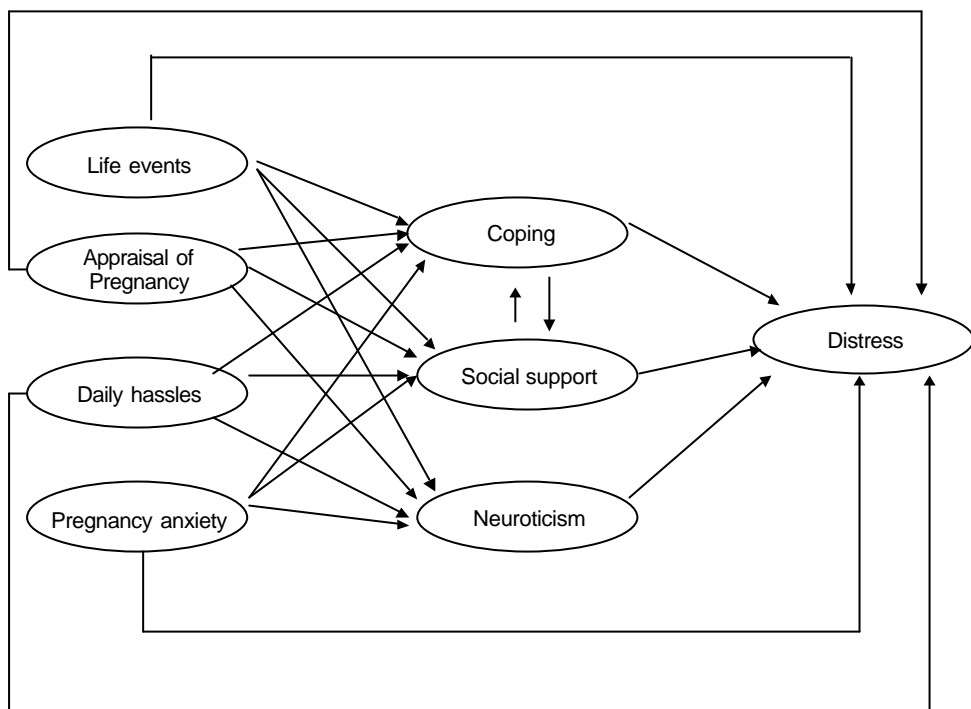 Life events
Appraisal of
Pregnancy
Daily hassles
Pregnancy anxiety
Coping
Social support
Neuroticism
Distress